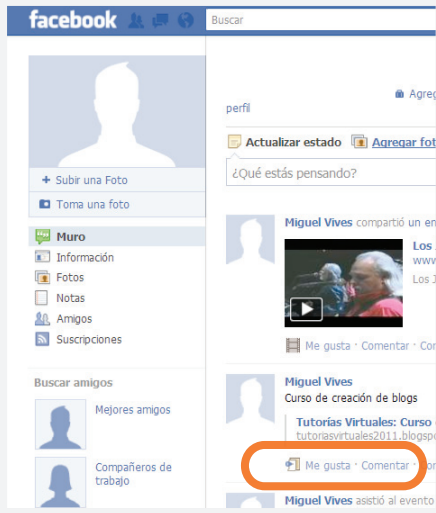 facebook Buscar
Agreg
perfil
Actualizar estado Agregar fot
¿Qué estás pensando?
+ Subir una Foto
Toma una foto
Muro
Información
Fotos
Notas
Amigos
Suscripciones
Buscar amigos
Mejores amigos
Compañeros de
trabajo
Miguel Vives compartió un en
Los
www
Los J
Me gusta · Comentar · Cor
Miguel Vives
Curso de creación de blogs
Tutorías Virtuales: Curso
tutoriasvirtuales2011.blogspo
Me gusta · Comentar ·
Miguel Vives asistió al evento